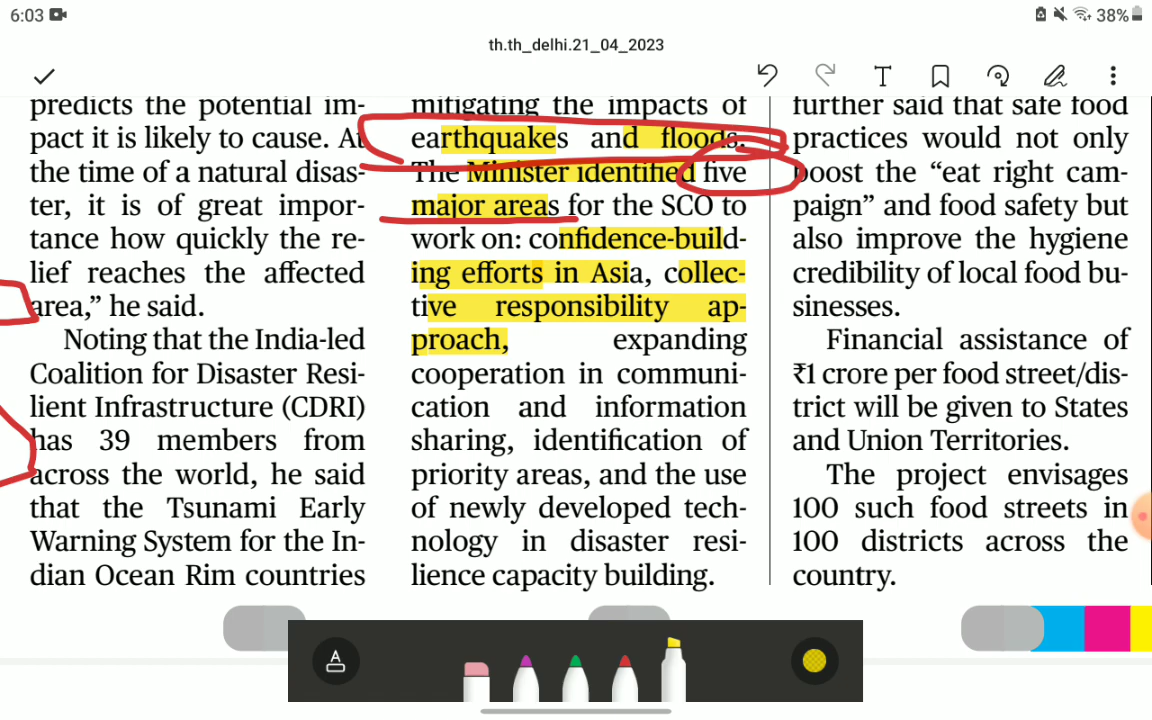 6:03
38%
th.th_delhi.21_04_2023
T
predicts the potential im-
pact it is likely to cause. At
the time of a natural disas-
ter, it is of great impor-
tance how quickly the re-
lief reaches the affected
area,” he said.
Noting that the India-led
Coalition for Disaster Resi-
lient Infrastructure (CDRI)
has 39 members from
across the world, he said
that the Tsunami Early
Warning System for the In-
dian Ocean Rim countries
mitigating the impacts of
earthquakes and floods.
The Minister identified five
major areas for the SCO to
work on: confidence-build-
ing efforts in Asia, collec-
tive responsibility ap-
proach, expanding
cooperation in communi-
cation and information
sharing, identification of
priority areas, and the use
of newly developed tech-
nology in disaster resi-
lience capacity building.
further said that safe food
practices would not only
boost the “eat right cam-
paign” and food safety but
also improve the hygiene
credibility of local food bu-
sinesses.
Financial assistance of
₹1 crore per food street/dis-
trict will be given to States
and Union Territories.
The project envisages
100 such food streets in
100 districts across the
country.
A